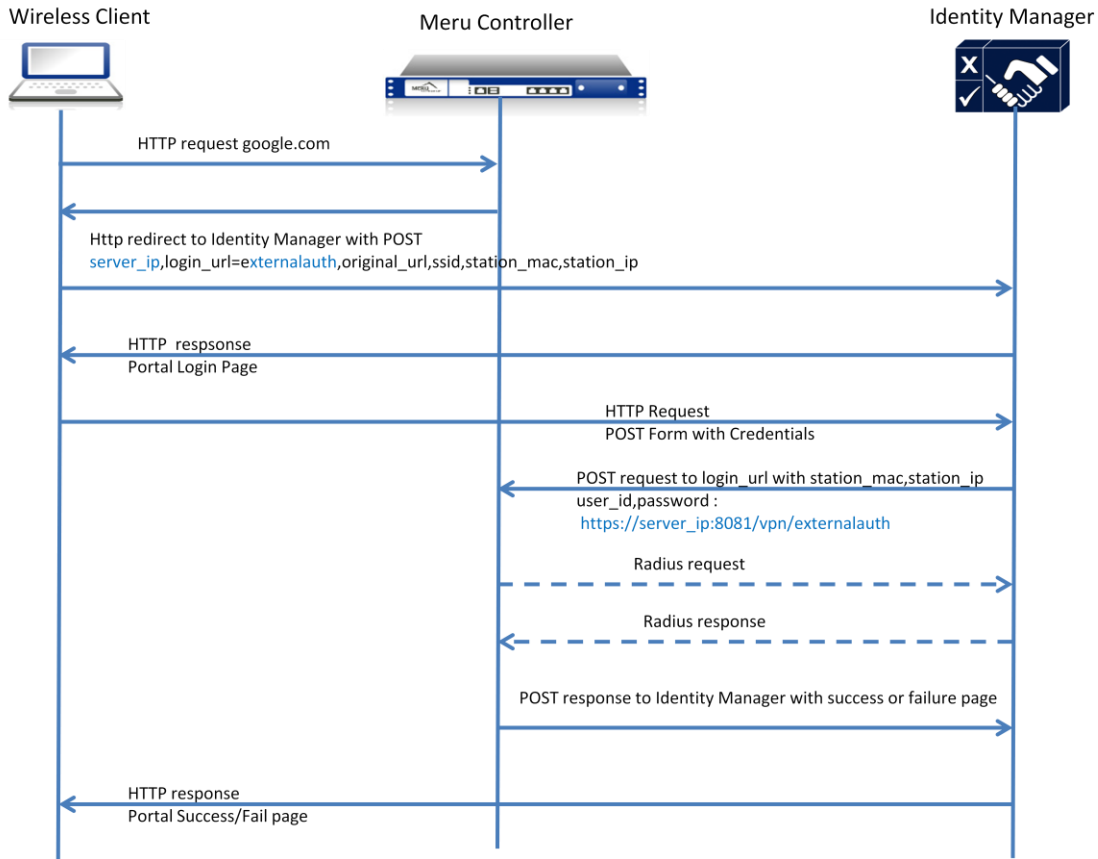 Wireless Client
Meru Controller
Identity Manager
MERU
HTTP request google.com
Http redirect to Identity Manager with POST
server_ip,login_url=externalauth,original_url,ssid,station_mac,station_ip
HTTP respsonse
Portal Login Page
HTTP Request
POST Form with Credentials
POST request to login_url with station_mac,station_ip
user_id,password :
https://server_ip:8081/vpn/externalauth
Radius request
Radius response
POST response to Identity Manager with success or failure page
HTTP response
Portal Success/Fail page